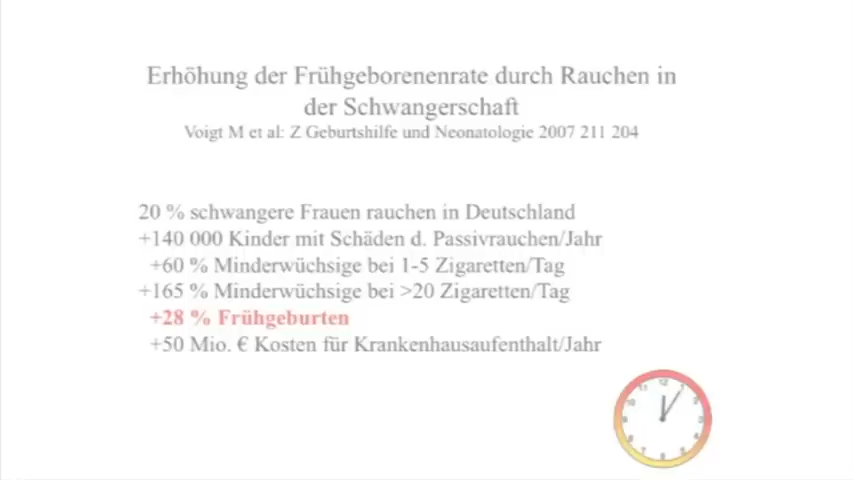 Erhöhung der Frühgeborenenrate durch Rauchen in
der Schwangerschaft
Voigt M et al: Z Geburtshilfe und Neonatologie 2007 211 204
20 % schwangere Frauen rauchen in Deutschland
+140 000 Kinder mit Schäden d. Passivrauchen/Jahr
+60 % Minderwüchsige bei 1-5 Zigaretten/Tag
+165 % Minderwüchsige bei >20 Zigaretten/Tag
+28 % Frühgeburten
+50 Mio. € Kosten für Krankenhausaufenthalt/Jahr